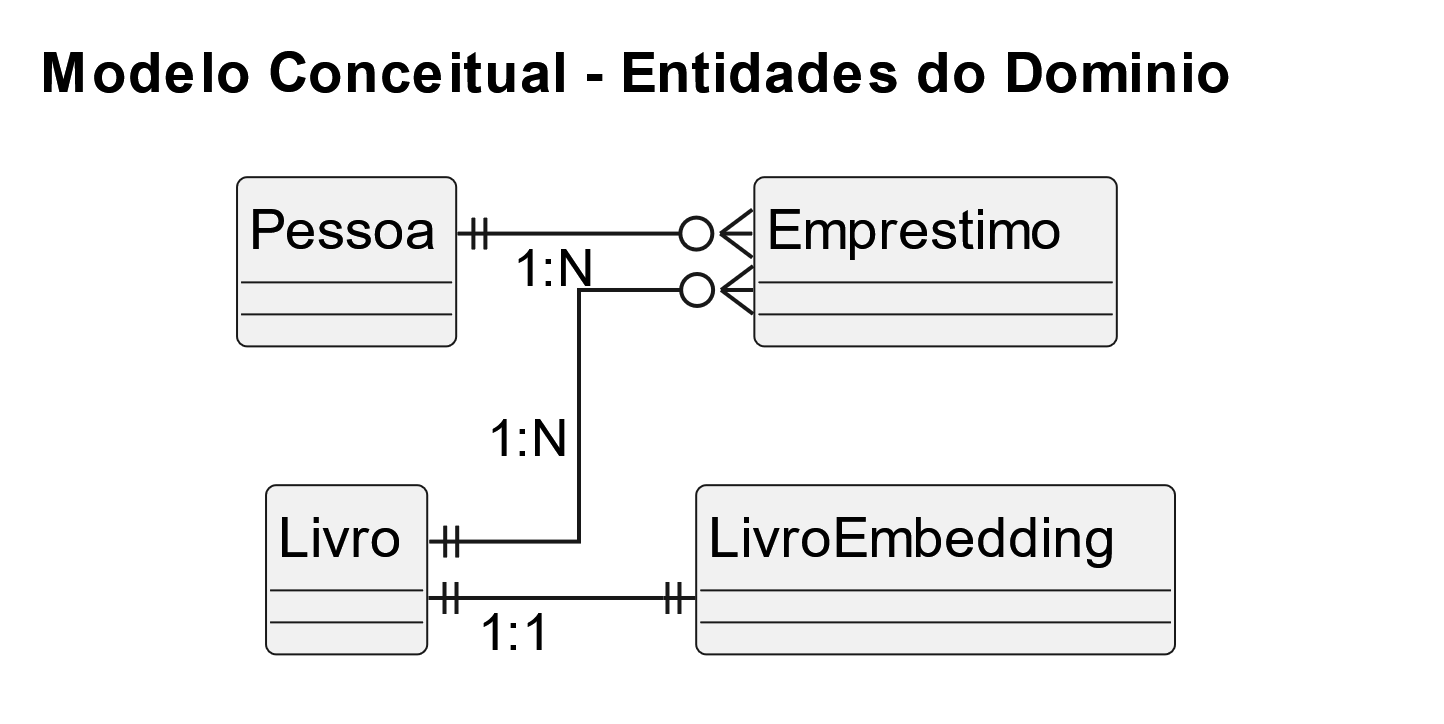 Modelo Conceitual - Entidades do Dominio
Pessoa
1:N
Emprestimo
1:N
Livro
1:1
LivroEmbedding